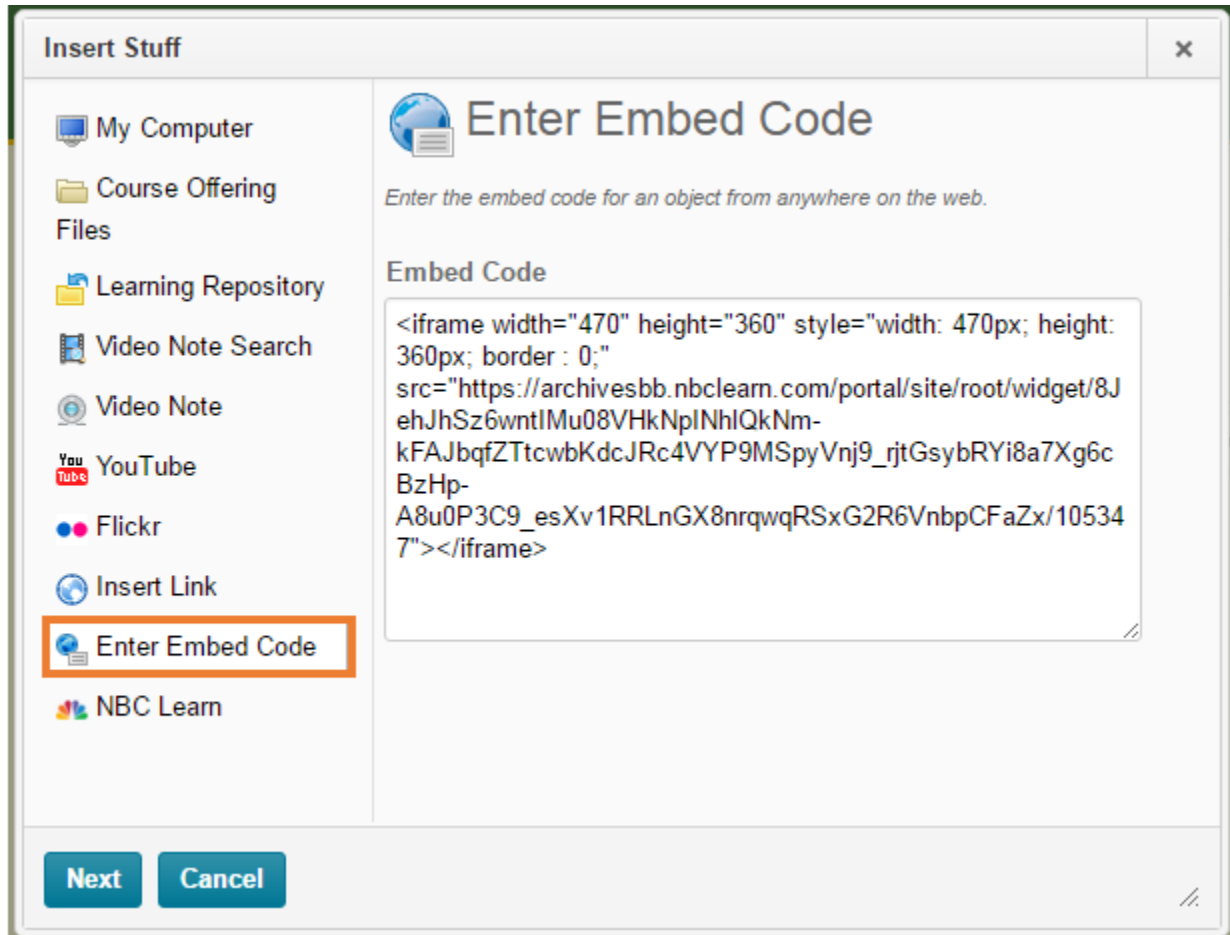 Insert Stuff
My Computer
Course Offering
Files
Learning Repository
Video Note Search
Video Note
You
Tube
YouTube
Flickr
Insert Link
Enter Embed Code
NBC Learn
Enter Embed Code
Enter the embed code for an object from anywhere on the web.
Embed Code
<iframe width="470" height="360" style="width: 470px; height:
360px; border : 0;"
src="https://archivesbb.nbclearn.com/portal/site/root/widget/8J
ehJhSz6wntIMu08VHkNpINhlQkNm-
kFAJbqfZTtcwbKdcJRc4VYP9MSpyVnj9_rjtGsybRYi8a7Xg6c
BzHp-
A8u0P3C9_esXv1RRLnGX8nrqwqRSxG2R6VnbpCFaZx/10534
7"></iframe>
Next
Cancel